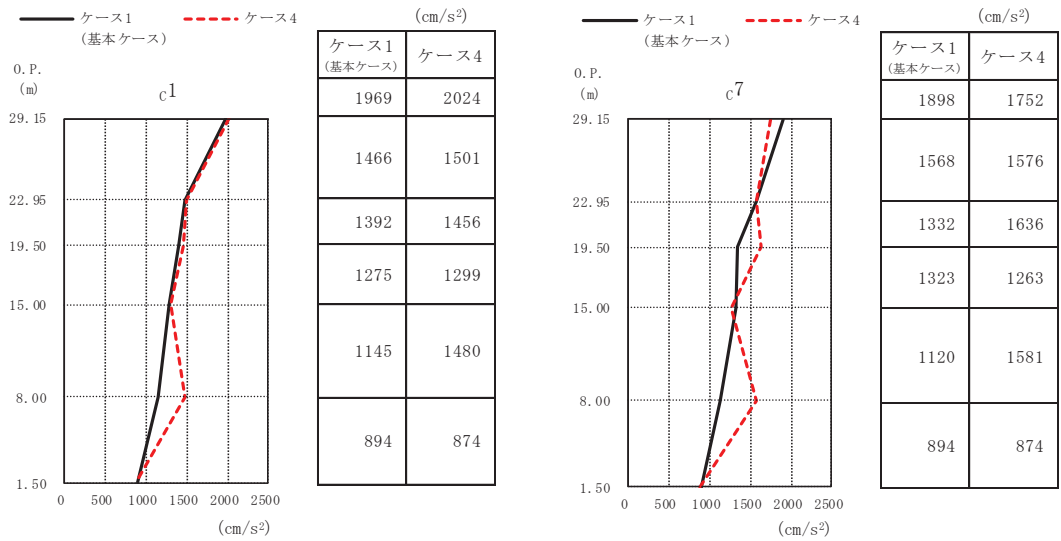 ケース1 ケース4 (cm/s²)
(基本ケース)
ケース1 ケース4
(基本ケース)
O.P.
(m)
C1
1969 2024
29.15
1466 1501
22.95
1392 1456
19.50
1275 1299
15.00
1145 1480
8.00
894 874
1.50
0 500 1000 1500 2000 2500
(cm/s²)
ケース1 ケース4 (cm/s²)
(基本ケース)
ケース1 ケース4
(基本ケース)
O.P.
(m)
C7
1898 1752
29.15
1568 1576
22.95
1332 1636
19.50
1323 1263
15.00
1120 1581
8.00
894 874
1.50
0 500 1000 1500 2000 2500
(cm/s²)